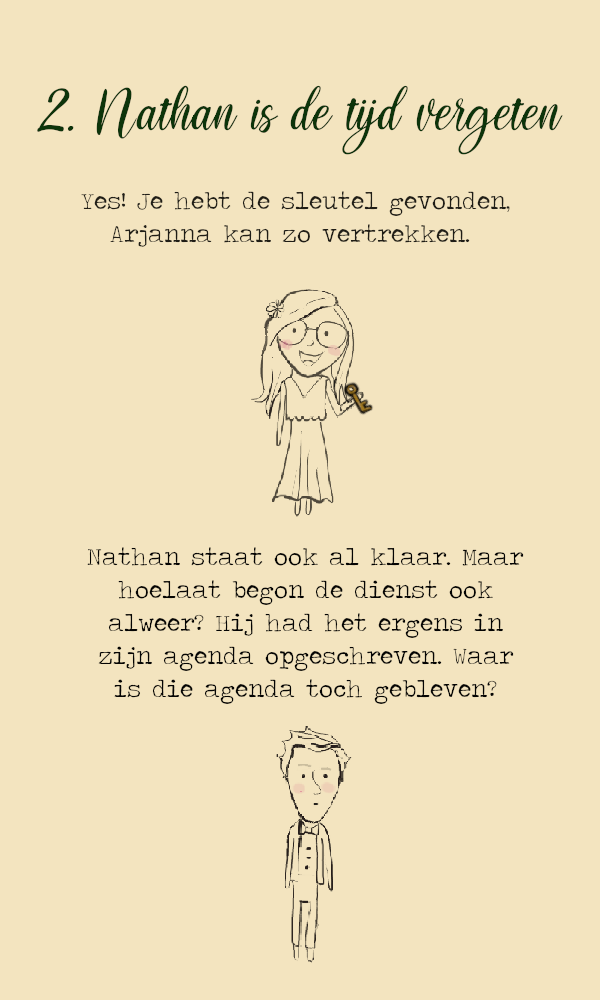 2. Nathan is de tijd vergeten
Yes! Je hebt de sleutel gevonden,
Arjanna kan zo vertrekken.
Nathan staat ook al klaar. Maar
hoelaat begon de dienst ook
alweer? Hij had het ergens in
zijn agenda opgeschreven. Waar
is die agenda toch gebleven?